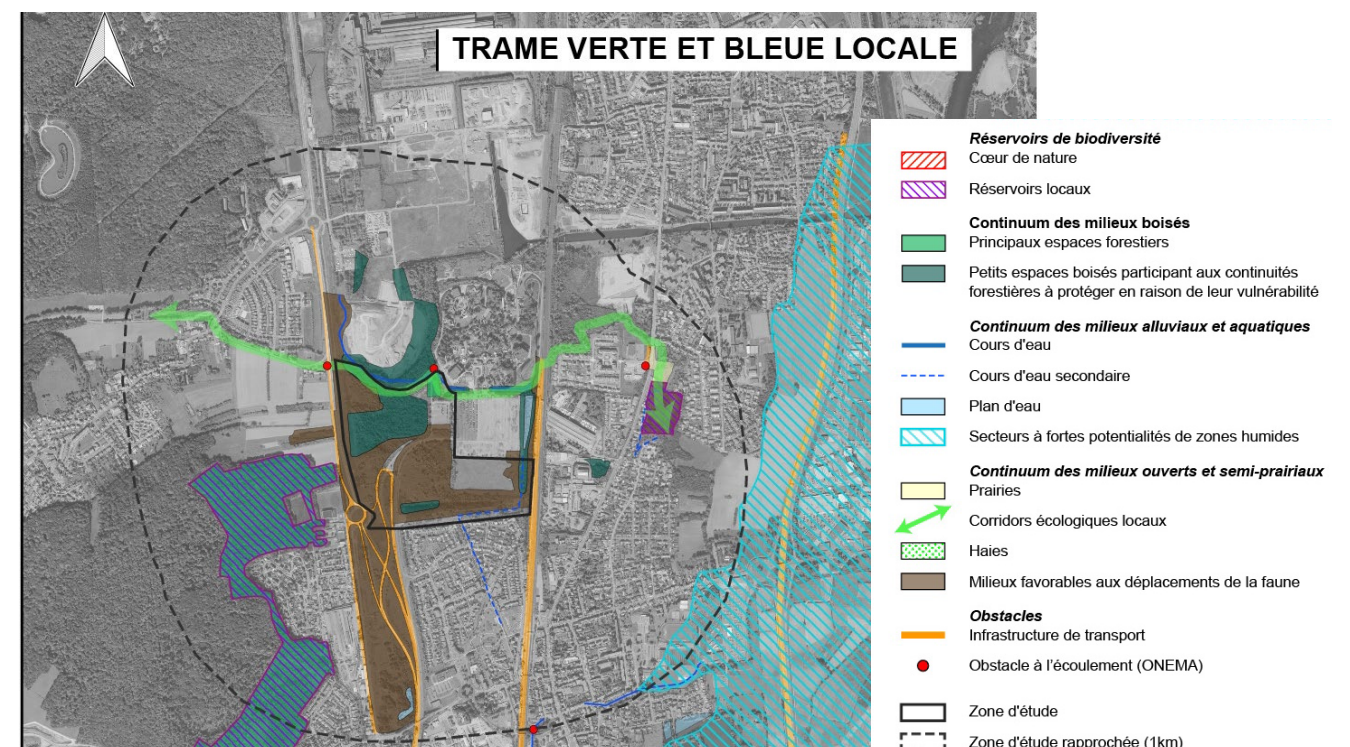 TRAME VERTE ET BLEUE LOCALE
Réservoirs de biodiversité
Cœur de nature
Réservoirs locaux
Continuum des milieux boisés
Principaux espaces forestiers
Petits espaces boisés participant aux continuités
forestières à protéger en raison de leur vulnérabilité
Continuum des milieux alluviaux et aquatiques
Cours d'eau
Cours d'eau secondaire
Plan d'eau
Secteurs à fortes potentialités de zones humides
Continuum des milieux ouverts et semi-prairiaux
Prairies
Corridors écologiques locaux
Haies
Milieux favorables aux déplacements de la faune
Obstacles
Infrastructure de transport
Obstacle à l'écoulement (ONEMA)
Zone d'étude
Zone d'étude rapprochée (1km)